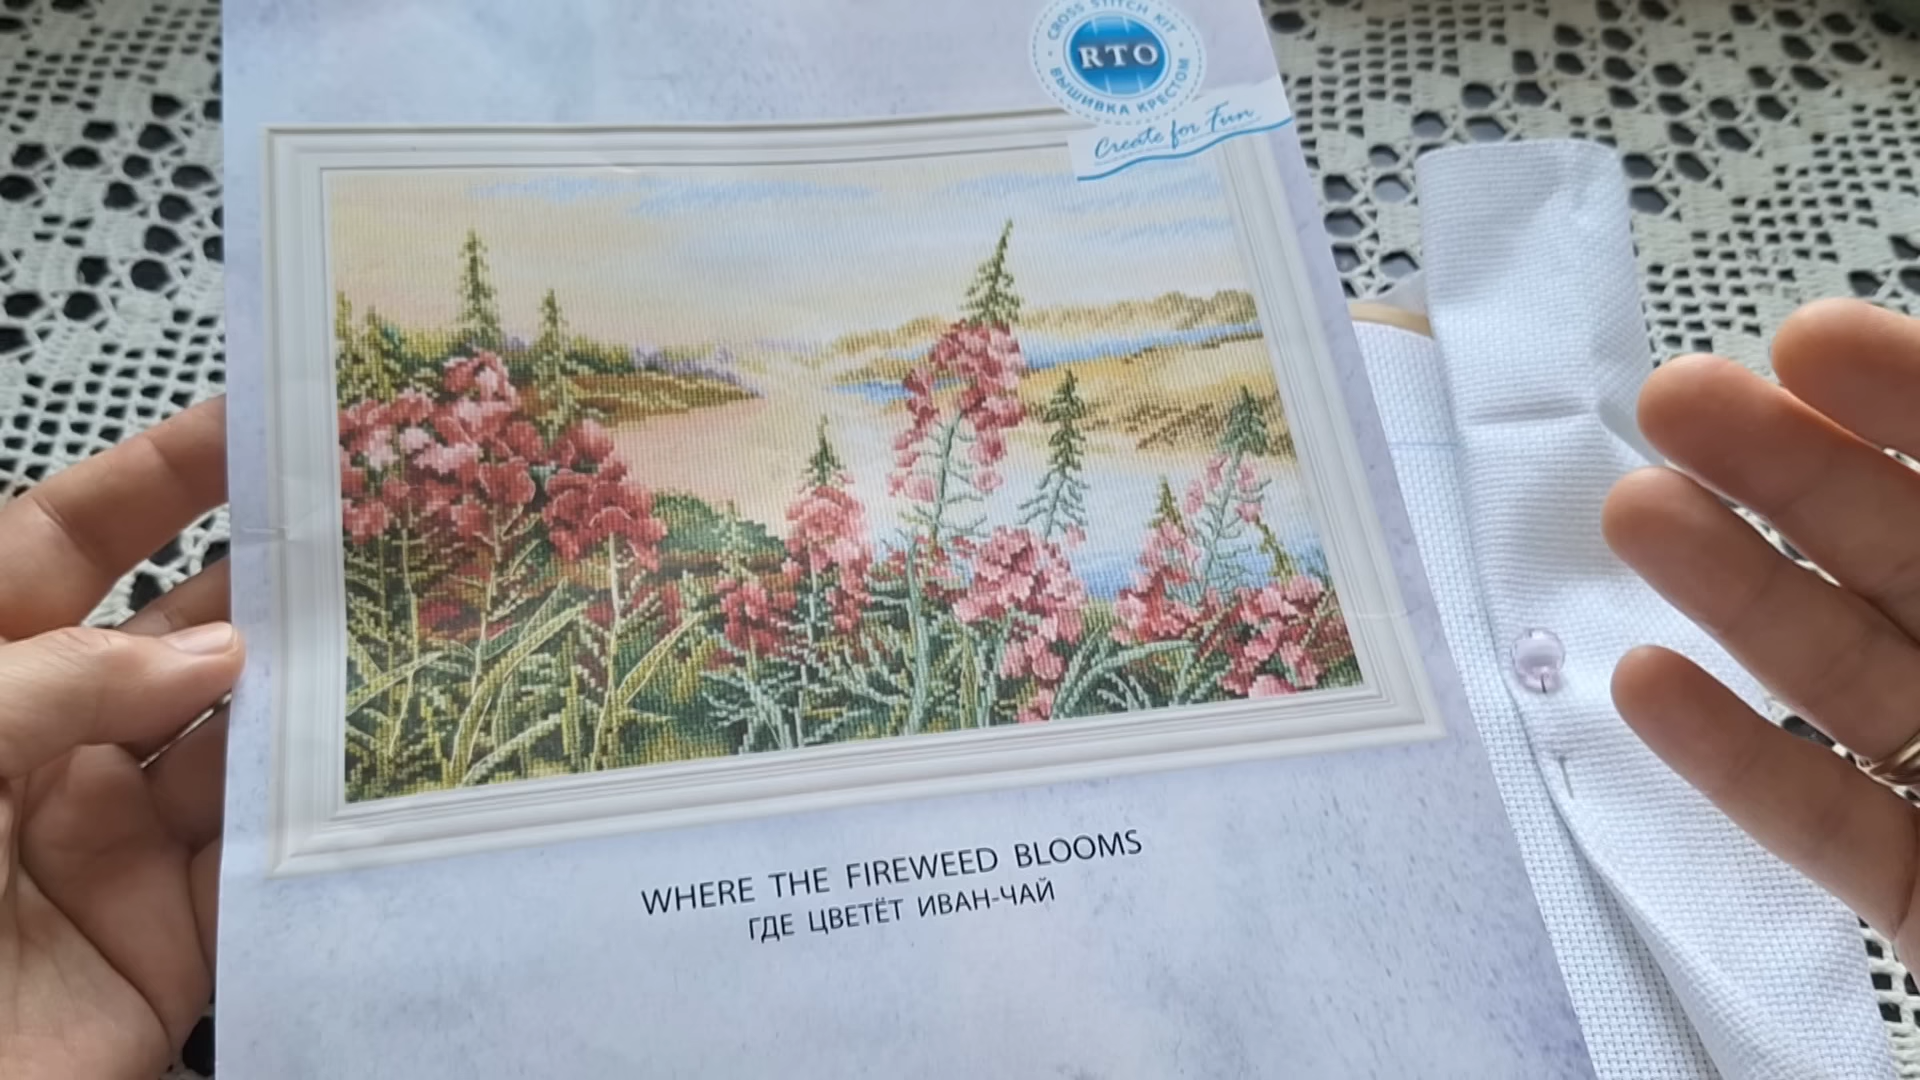 CROSS STITCH KIT
RTO
ВЫШИВКА КРЕСТОМ
Create for Fun
WHERE THE FIREWEED BLOOMS
ГДЕ ЦВЕТЁТ ИВАН-ЧАЙ